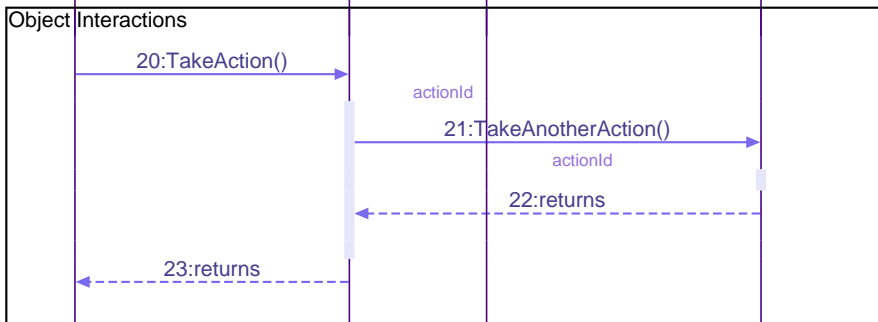 Object Interactions
20:TakeAction()
actionId
21:TakeAnotherAction()
actionId
22:returns
23:returns